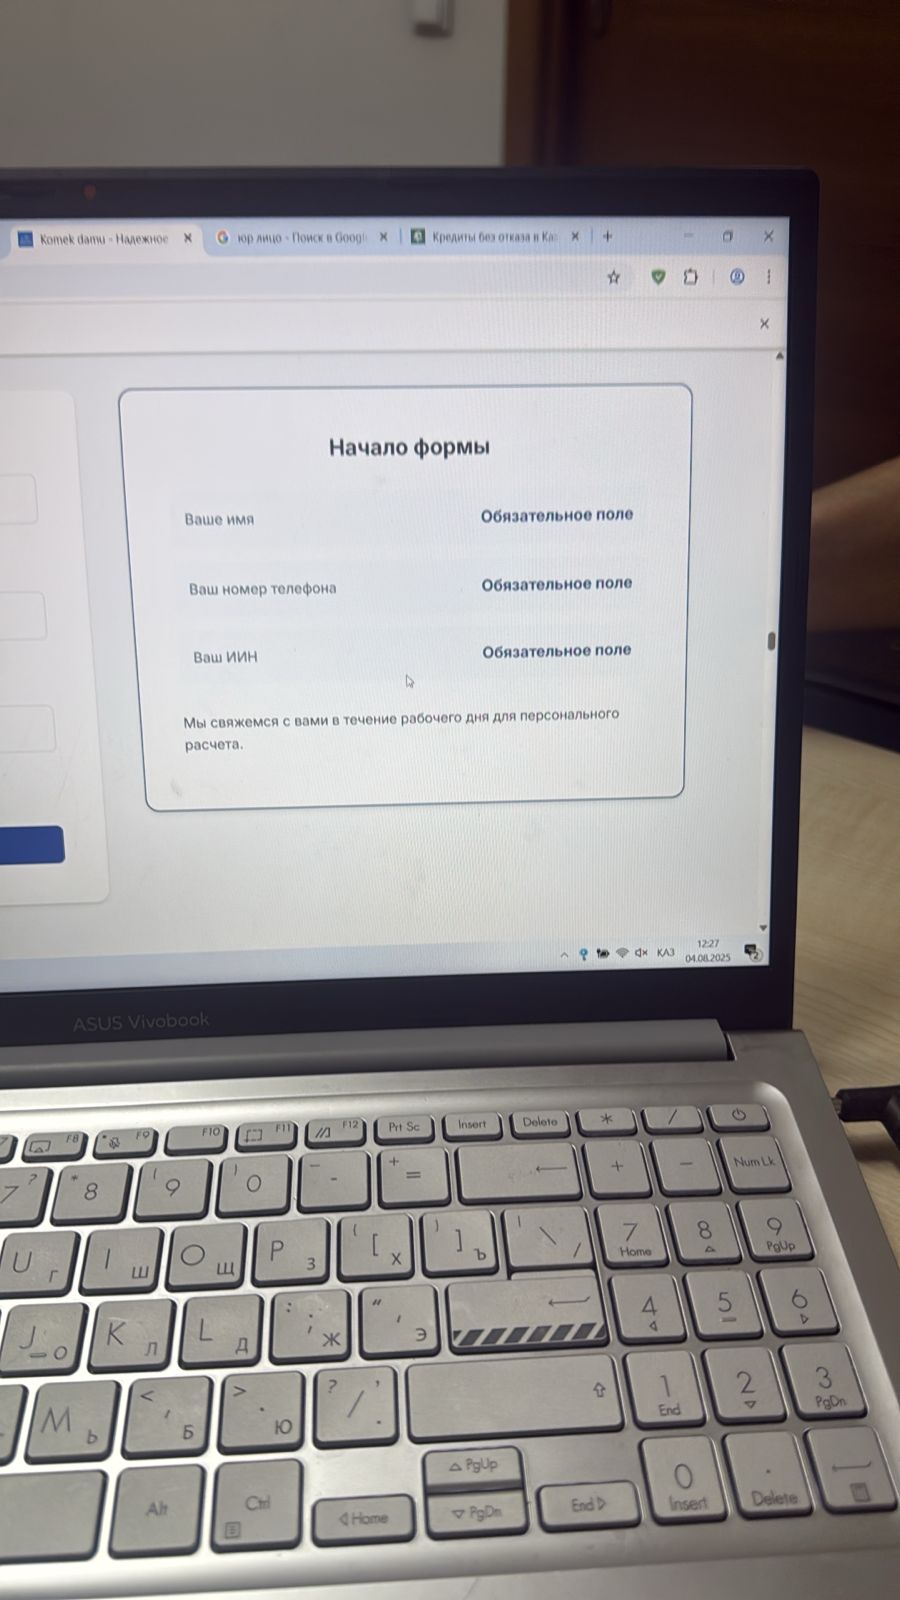 Komek damu - Надежное
юр лицо - Поиск в Googl
Кредиты без отказа в Каз
Начало формы
Ваше имя Обязательное поле
Ваш номер телефона Обязательное поле
Ваш ИИН Обязательное поле
Мы свяжемся с вами в течение рабочего дня для персонального
расчета.
КАЗ
12:27
04.08.2025
2
ASUS Vivobook
F8 F9 F10 F11 F12 Prt Sc Insert Delete * /
7 ? 8 * 9 ( 0 ) - _ = + + - Num Lk
U Г I Ш O Щ P З [ { Х ] } Ъ \ | / 7 Home 8 9 PgUp
J О K Л L Д ; : Ж ' " Э 4 5 6
M Ь , < Б . > Ю / ? . , 1 End 2 3 PgDn
Alt Ctrl Home PgUp PgDn End 0 Insert . Delete